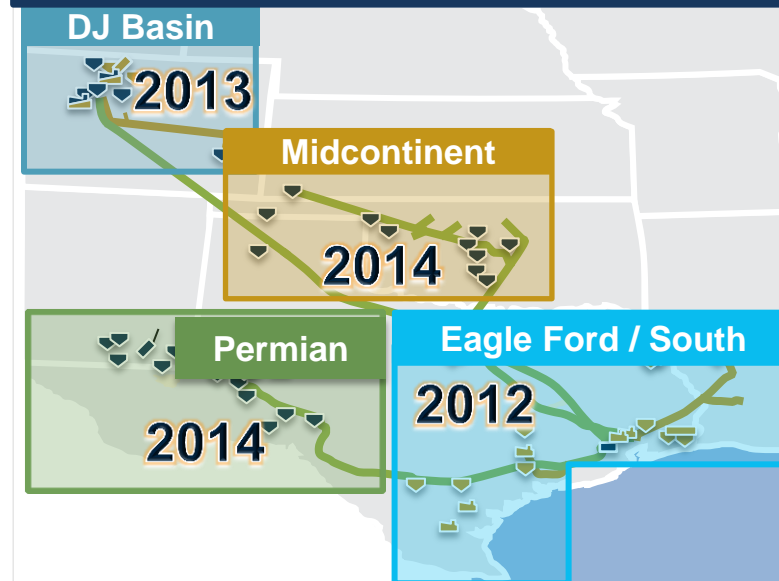 DJ Basin
2013
Midcontinent
2014
Permian
2014
Eagle Ford / South
2012